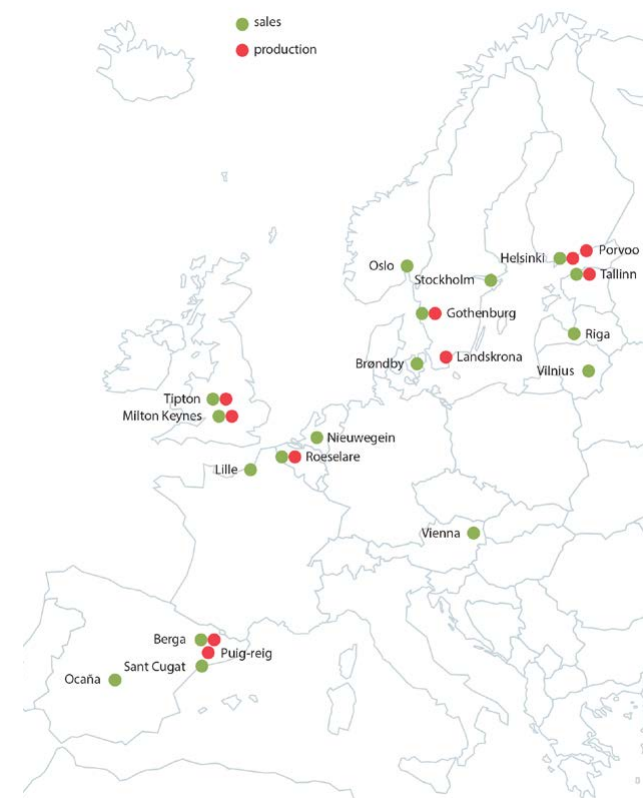 sales
production
Porvoo
Helsinki
Oslo
Tallinn
Stockholm
Gothenburg
Riga
Landskrona
Brøndby
Vilnius
Tipton
Milton Keynes
Nieuwegein
Roeselare
Lille
Vienna
Berga
Puig-reig
Sant Cugat
Ocaña